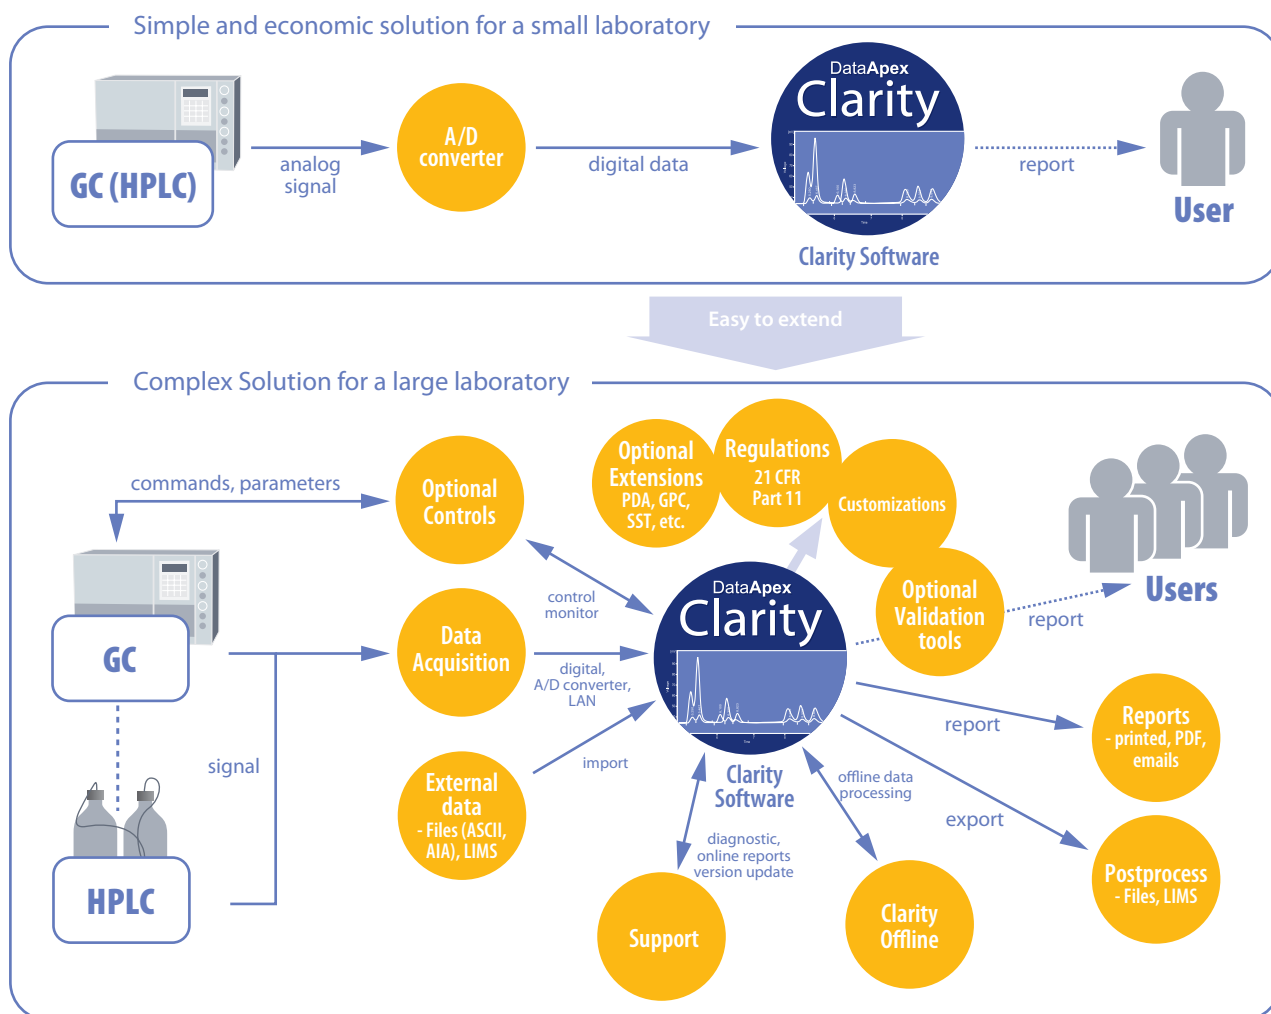 Simple and economic solution for a small laboratory
GC (HPLC)
analog
signal
A/D
converter
digital data
DataApex
Clarity
Clarity Software
report
User
Easy to extend
Complex Solution for a large laboratory
commands, parameters
Optional
Controls
Optional
Extensions
PDA, GPC,
SST, etc.
Regulations
21 CFR
Part 11
Customizations
Optional
Validation
tools
Users
report
GC
control
monitor
Data
Acquisition
digital,
A/D converter,
LAN
DataApex
Clarity
Clarity
Software
signal
External
data
- Files (ASCII,
AIA), LIMS
import
HPLC
diagnostic,
online reports
version update
Support
offline data
processing
Clarity
Offline
report
Reports
- printed, PDF,
emails
export
Postprocess
- Files, LIMS